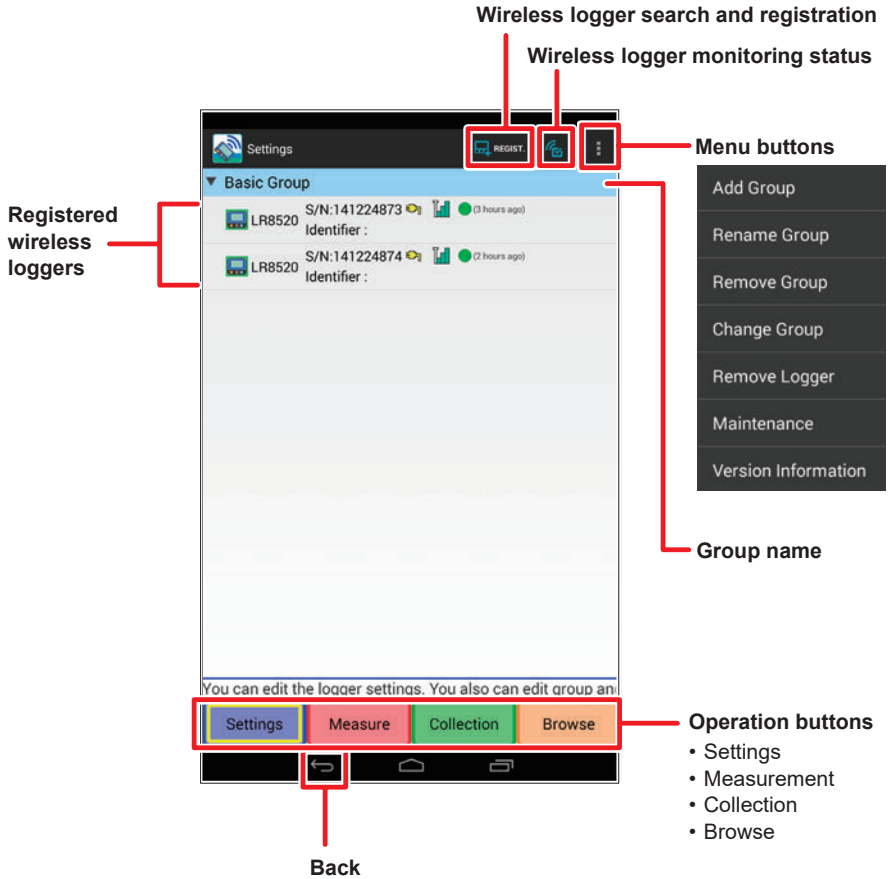 Wireless logger search and registration
Wireless logger monitoring status
Settings
REGIST.
Menu buttons
Basic Group
Add Group
Rename Group
Remove Group
Change Group
Remove Logger
Maintenance
Version Information
Registered
wireless
loggers
LR8520
S/N:141224873
(3 hours ago)
Identifier :
LR8520
S/N:141224874
(2 hours ago)
Identifier :
Group name
You can edit the logger settings. You also can edit group an
Settings
Measure
Collection
Browse
Operation buttons
• Settings
• Measurement
• Collection
• Browse
Back